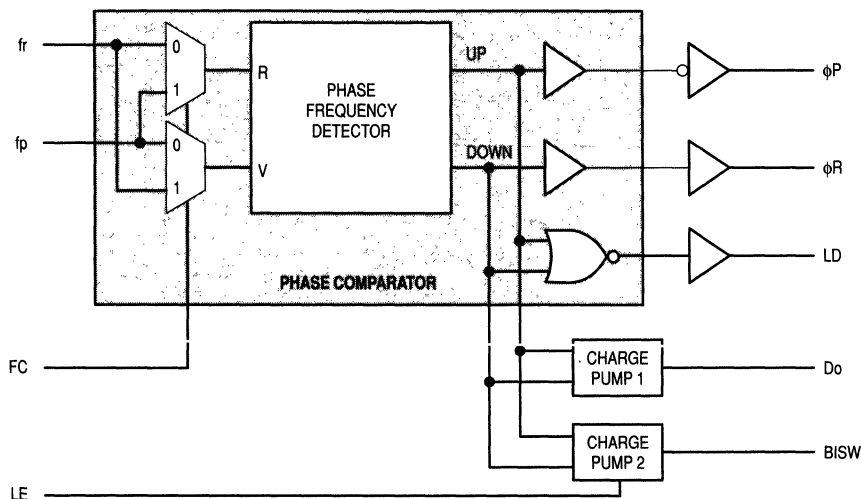 fr
fp
0
1
0
1
R
V
PHASE
FREQUENCY
DETECTOR
UP
DOWN
ϕP
ϕR
LD
PHASE COMPARATOR
FC
CHARGE
PUMP 1
Do
CHARGE
PUMP 2
BISW
LE